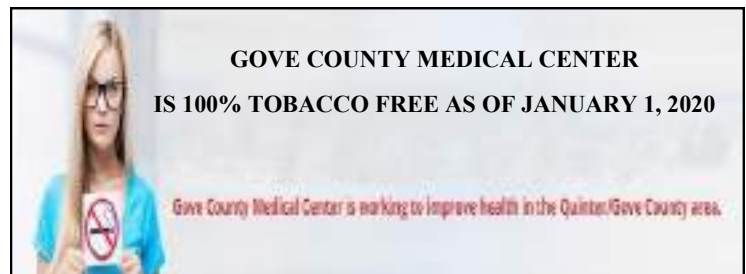 GOVE COUNTY MEDICAL CENTER
IS 100% TOBACCO FREE AS OF JANUARY 1, 2020
Gove County Medical Center is working to improve health in the Quinter/Gove County area.